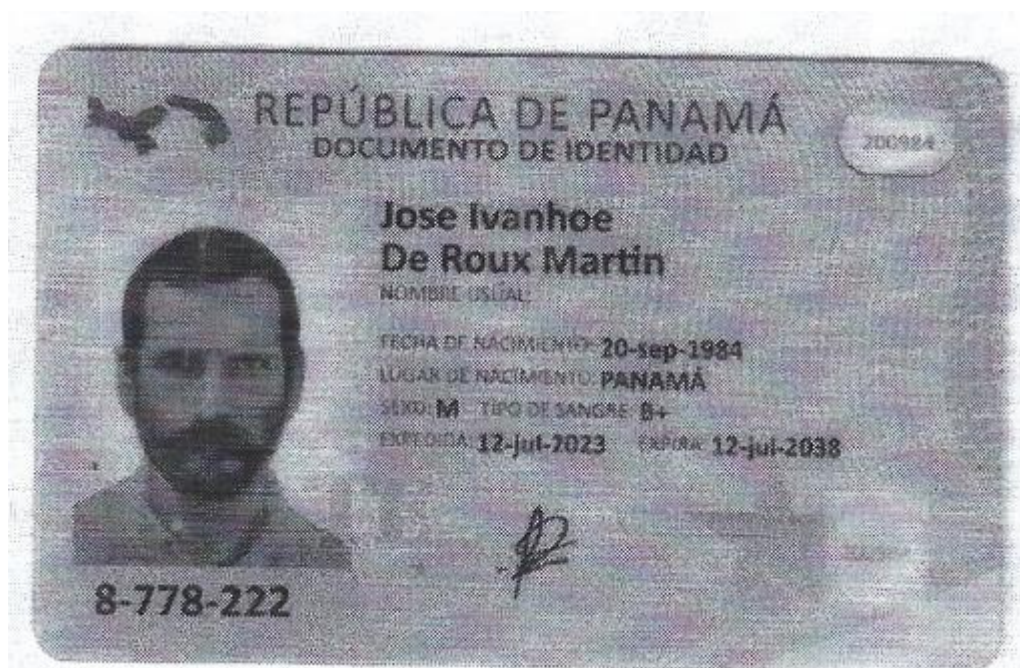 REPÚBLICA DE PANAMÁ
DOCUMENTO DE IDENTIDAD
200984
Jose Ivanhoe
De Roux Martin
NOMBRE USUAL:
FECHA DE NACIMIENTO: 20-sep-1984
LUGAR DE NACIMIENTO: PANAMÁ
SEXO: M TIPO DE SANGRE: B+
EXPEDIDA: 12-jul-2023 EXPIRA: 12-jul-2038
8-778-222